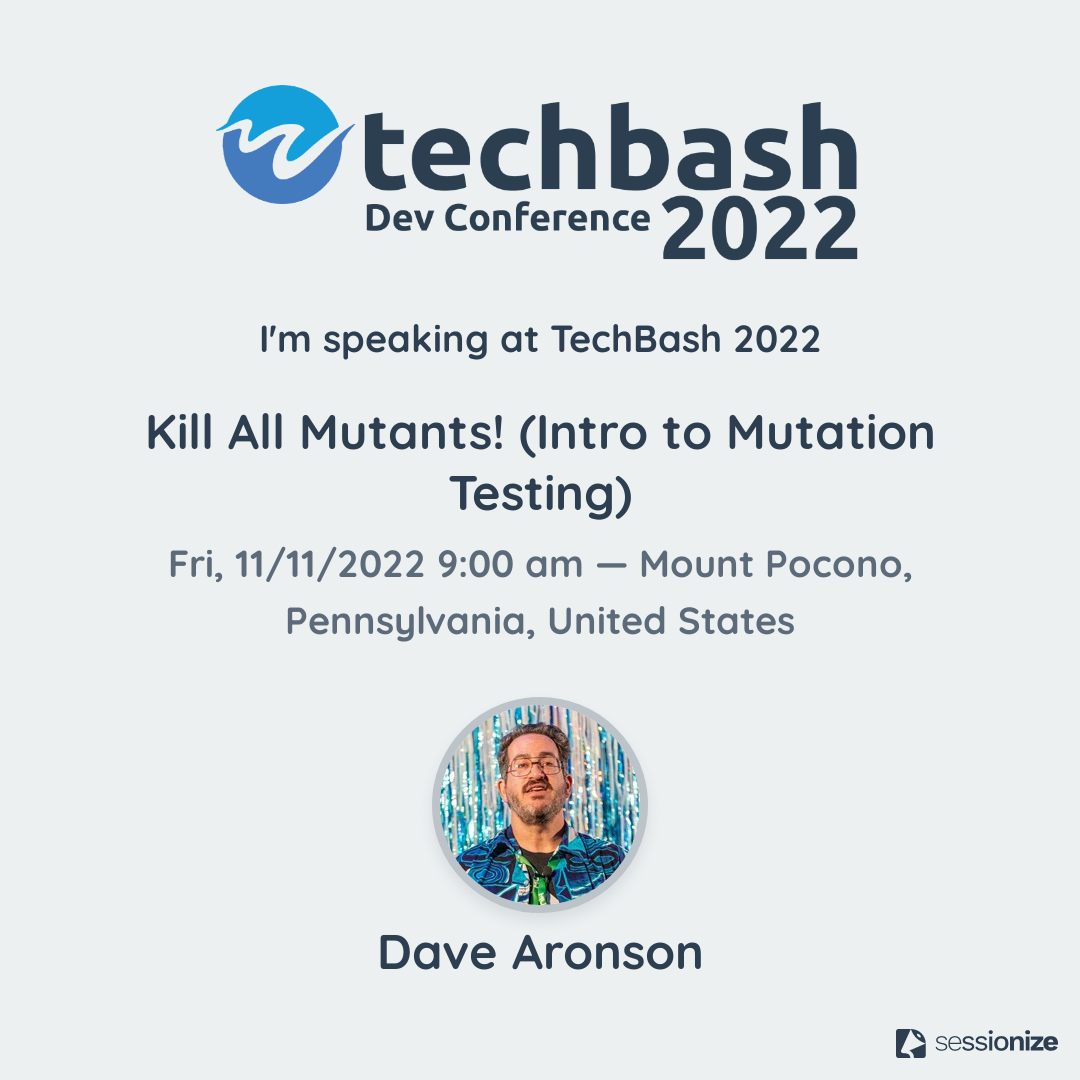 techbash
Dev Conference 2022
I'm speaking at TechBash 2022
Kill All Mutants! (Intro to Mutation
Testing)
Fri, 11/11/2022 9:00 am — Mount Pocono,
Pennsylvania, United States
Dave Aronson
sessionize